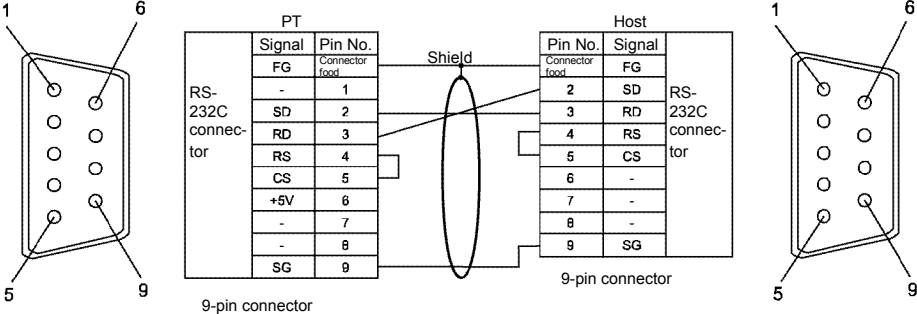 1
6
5
9
PT
Signal Pin No.
FG Connector food
- 1
SD 2
RD 3
RS 4
CS 5
+5V 6
- 7
- 8
SG 9
RS-
232C
connec-
tor
9-pin connector
Shield
Host
Pin No. Signal
Connector food FG
2 SD
3 RD
4 RS
5 CS
6 -
7 -
8 -
9 SG
RS-
232C
connec-
tor
9-pin connector
1
6
5
9